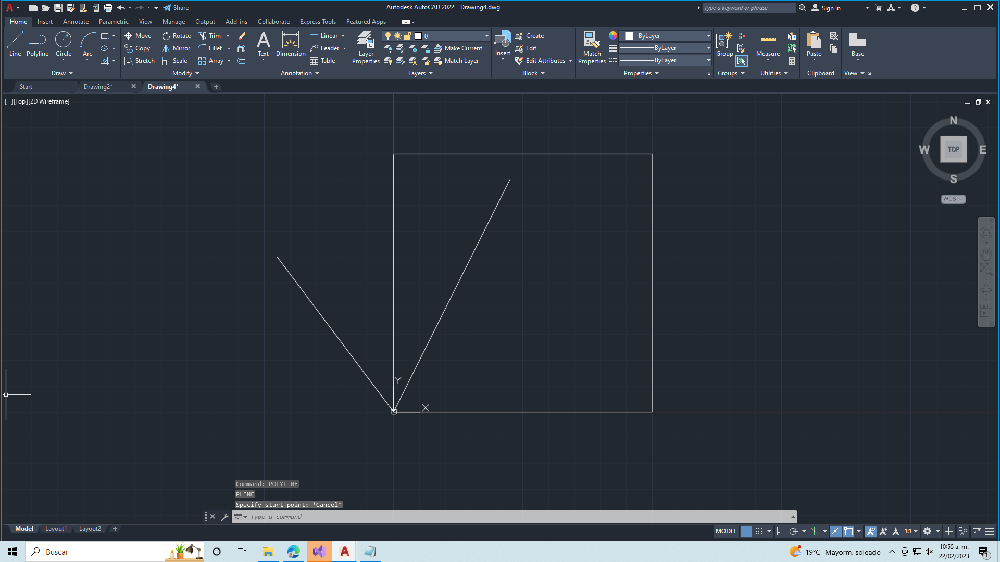 Share
Autodesk AutoCAD 2022 Drawing4.dwg
Type a keyword or phrase
Sign In
Home Insert Annotate Parametric View Manage Output Add-ins Collaborate Express Tools Featured Apps
Line Polyline Circle Arc
Draw
Move Rotate Trim
Copy Mirror Fillet
Stretch Scale Array
Modify
Text Dimension
Linear
Leader
Table
Annotation
Layer Properties
0
Make Current
Match Layer
Layers
Insert
Create
Edit
Edit Attributes
Block
Match Properties
ByLayer
ByLayer
ByLayer
Properties
Group
Groups
Measure
Utilities
Paste
Clipboard
Base
View
Start Drawing2* Drawing4*
[−][Top][2D Wireframe]
N
W TOP E
S
WCS
Y
X
Command: POLYLINE
PLINE
Specify start point: *Cancel*
Type a command
Model Layout1 Layout2
MODEL 1:1
Buscar
19°C Mayorm. soleado
10:55 a. m.
22/02/2023
1